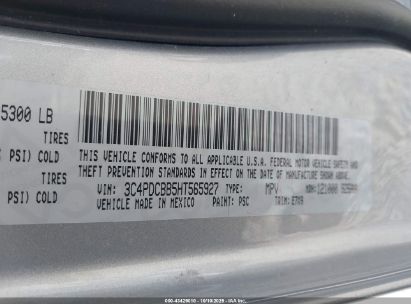 5300 LB
TIRES
PSI) COLD
TIRES
PSI) COLD
THIS VEHICLE CONFORMS TO ALL APPLICABLE U.S.A. FEDERAL MOTOR VEHICLE SAFETY AND
THEFT PREVENTION STANDARDS IN EFFECT ON THE DATE OF MANUFACTURE SHOWN ABOVE.
VIN: 3C4PDCBB5HT565927 TYPE: MPV MDH:
VEHICLE MADE IN MEXICO PAINT: PSC TRIM: